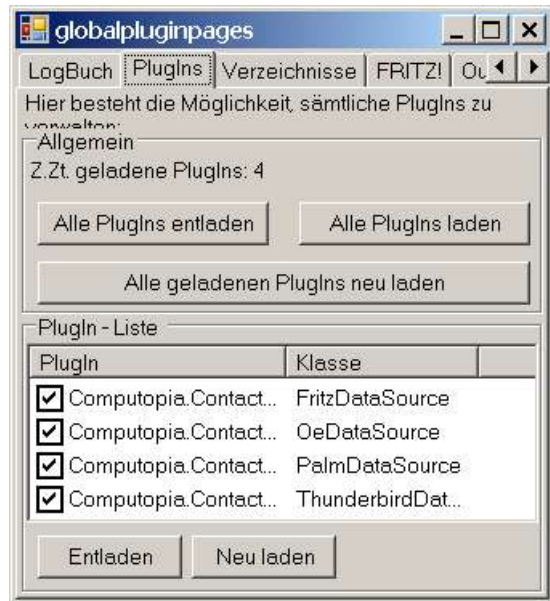 globalpluginpages
LogBuch PlugIns Verzeichnisse FRITZ! Ou
Hier besteht die Möglichkeit, sämtliche PlugIns zu
verwalten:
Allgemein
Z.Zt. geladene PlugIns: 4
Alle PlugIns entladen Alle PlugIns laden
Alle geladenen PlugIns neu laden
PlugIn - Liste
PlugIn Klasse
Computopia.Contact... FritzDataSource
Computopia.Contact... OeDataSource
Computopia.Contact... PalmDataSource
Computopia.Contact... ThunderbirdDat...
Entladen Neu laden